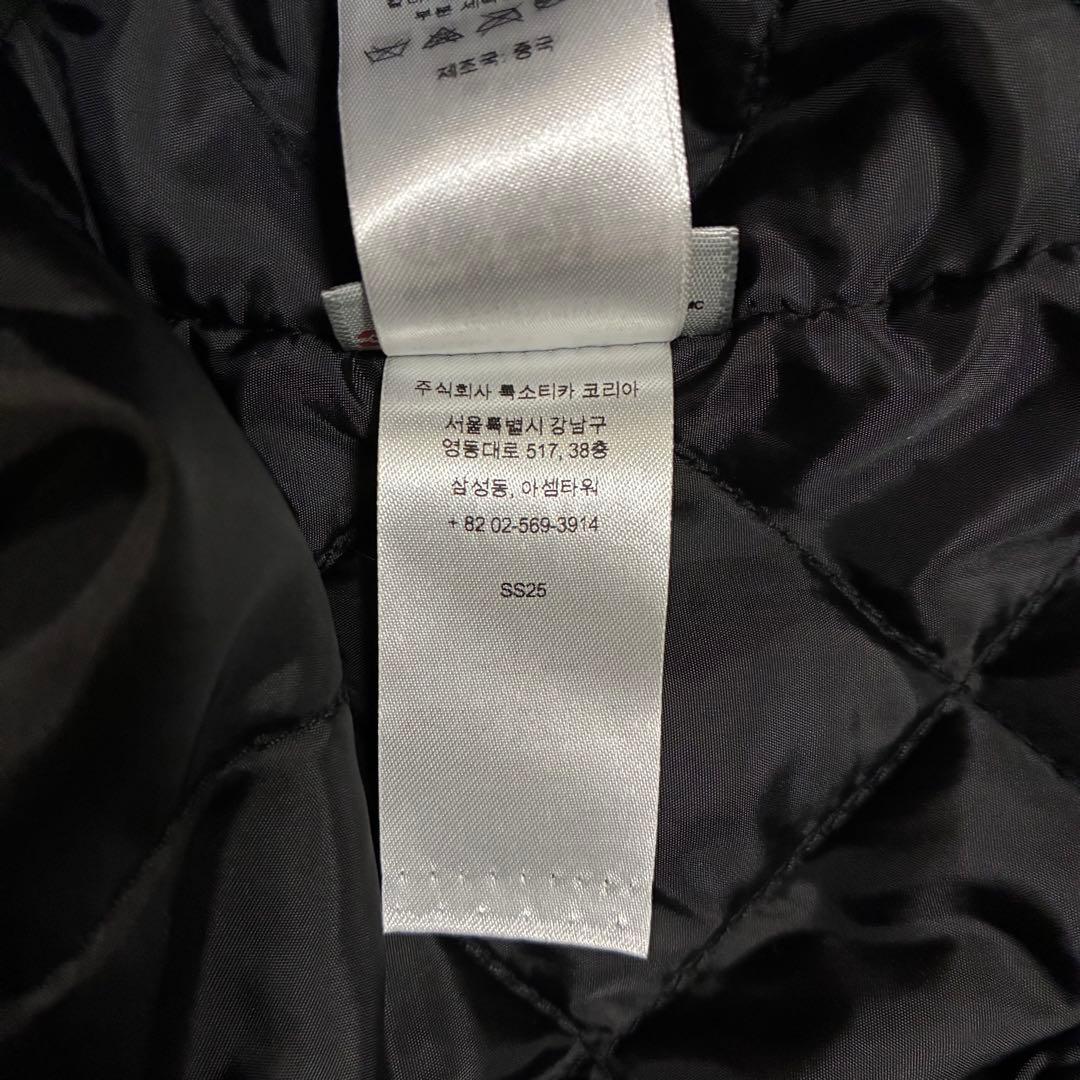 제조국: 중국
주식회사 룩소티카 코리아
서울특별시 강남구
영동대로 517, 38층
삼성동, 아셈타워
+ 82 02-569-3914
SS25